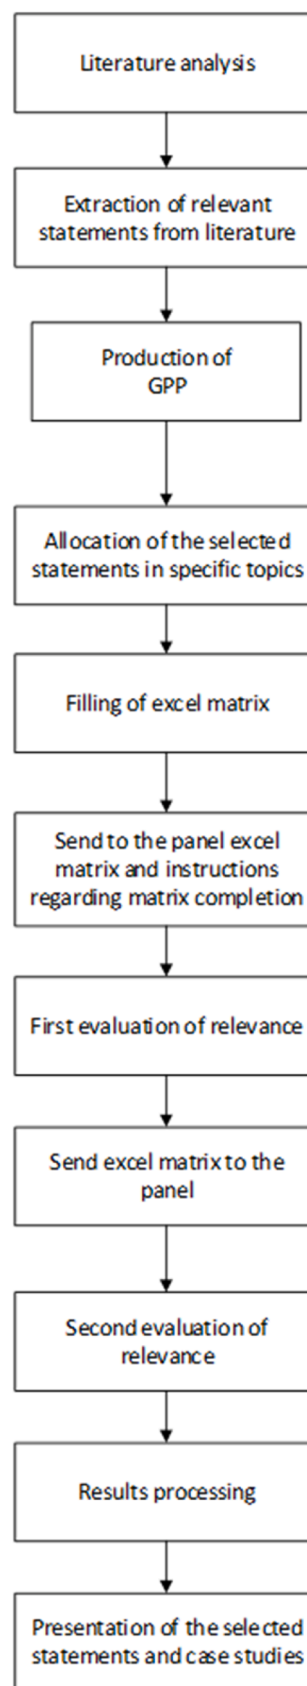 Literature analysis
Extraction of relevant
statements from literature
Production of
GPP
Allocation of the selected
statements in specific topics
Filling of excel matrix
Send to the panel excel
matrix and instructions
regarding matrix completion
First evaluation of relevance
Send excel matrix to the
panel
Second evaluation of
relevance
Results processing
Presentation of the selected
statements and case studies